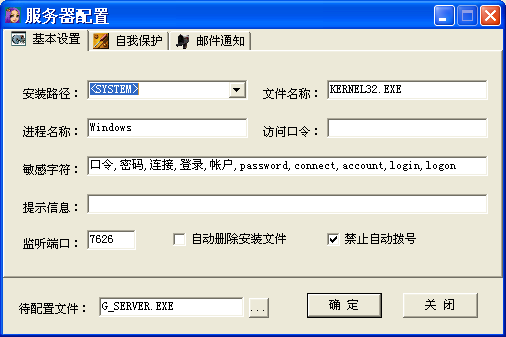 服务器配置
基本设置 自我保护 邮件通知
安装路径： <SYSTEM> 文件名称： KERNEL32.EXE
进程名称： Windows 访问口令：
敏感字符： 口令,密码,连接,登录,帐户,password,connect,account,login,logon
提示信息：
监听端口： 7626 自动删除安装文件 禁止自动拨号
待配置文件： G_SERVER.EXE ... 确 定 关 闭